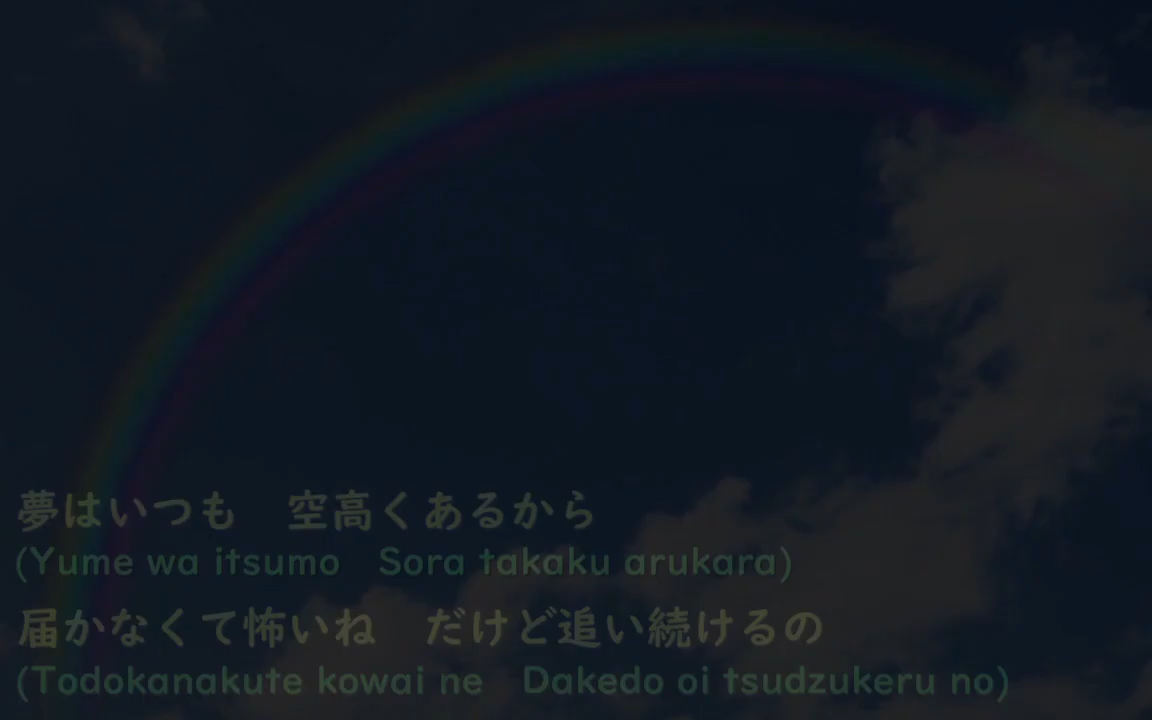 夢はいつも　空高くあるから
(Yume wa itsumo　Sora takaku arukara)
届かなくて怖いね　だけど追い続けるの
(Todokanakute kowai ne　Dakedo oi tsudzukeru no)